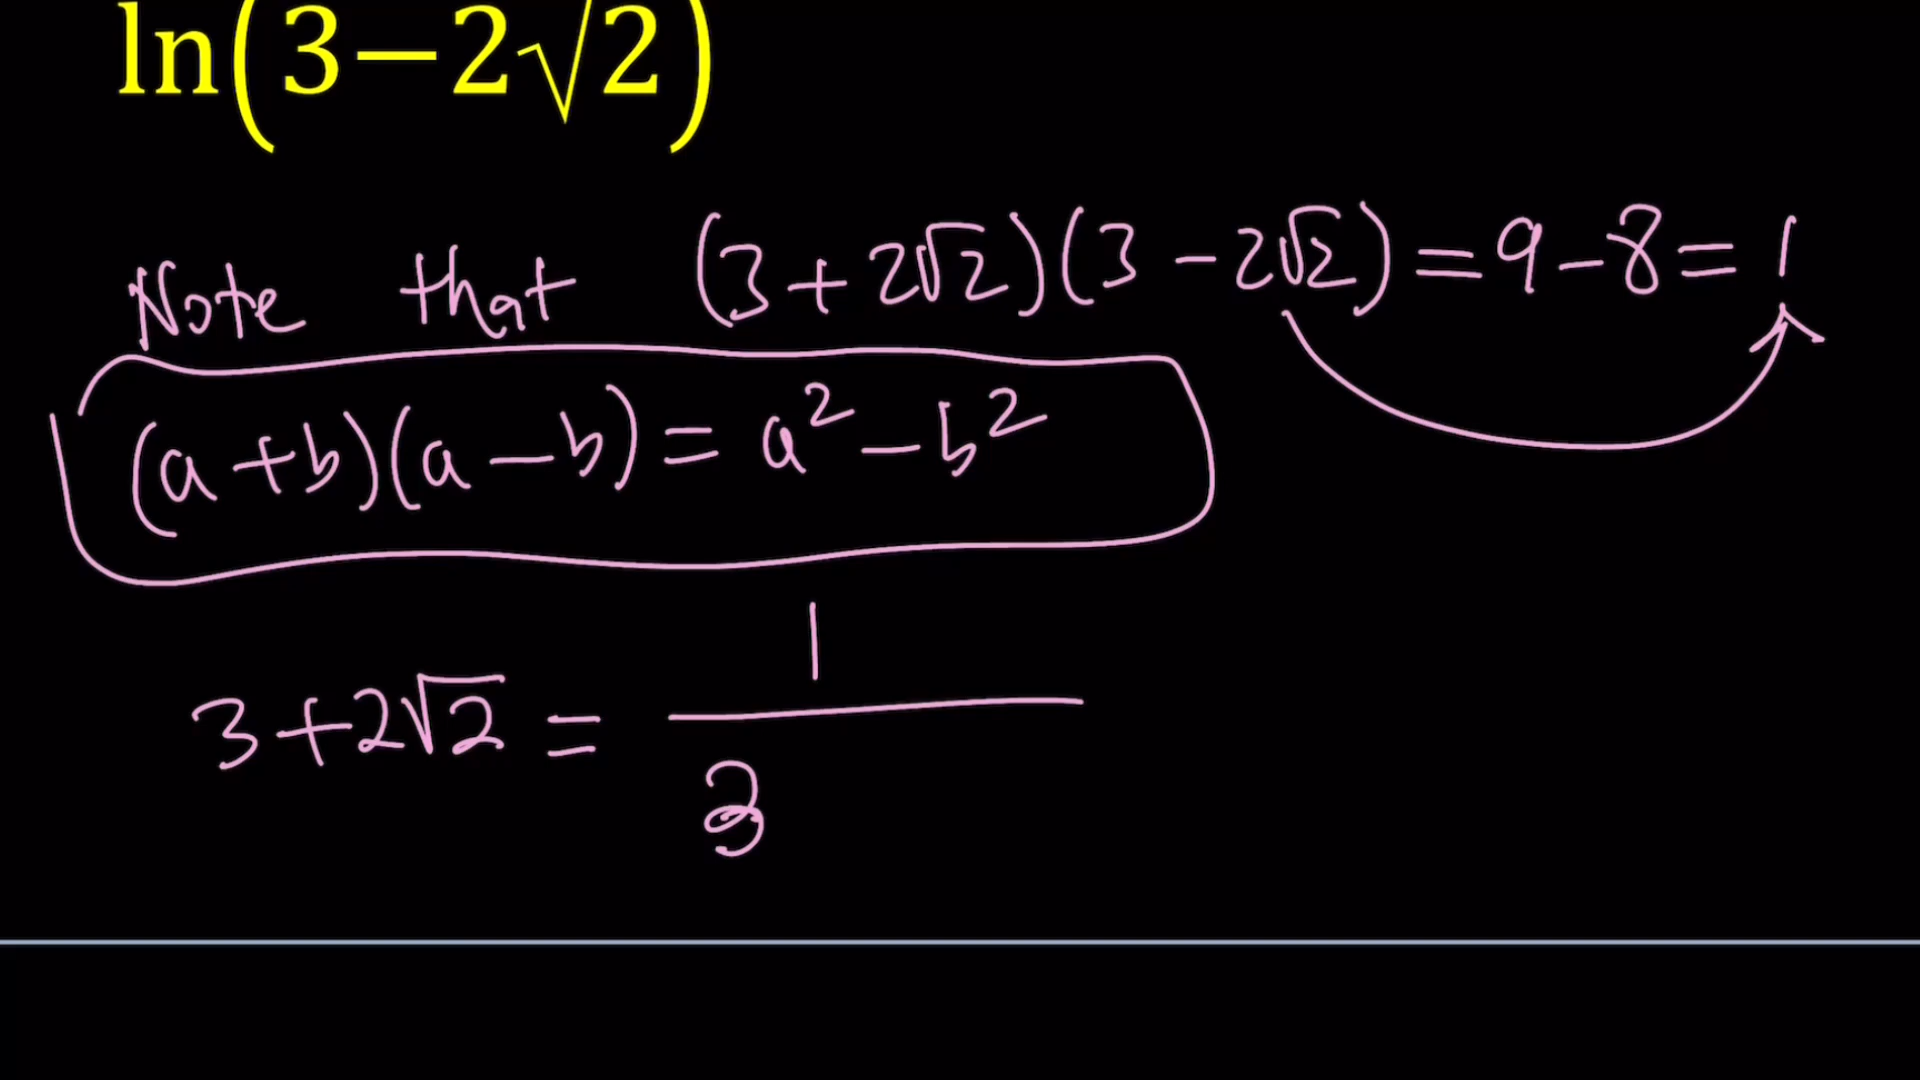 ln(3−2√2)
Note that (3+2√2)(3−2√2)=9−8=1
(a+b)(a−b)=a²−b²
1
3+2√2 =
3